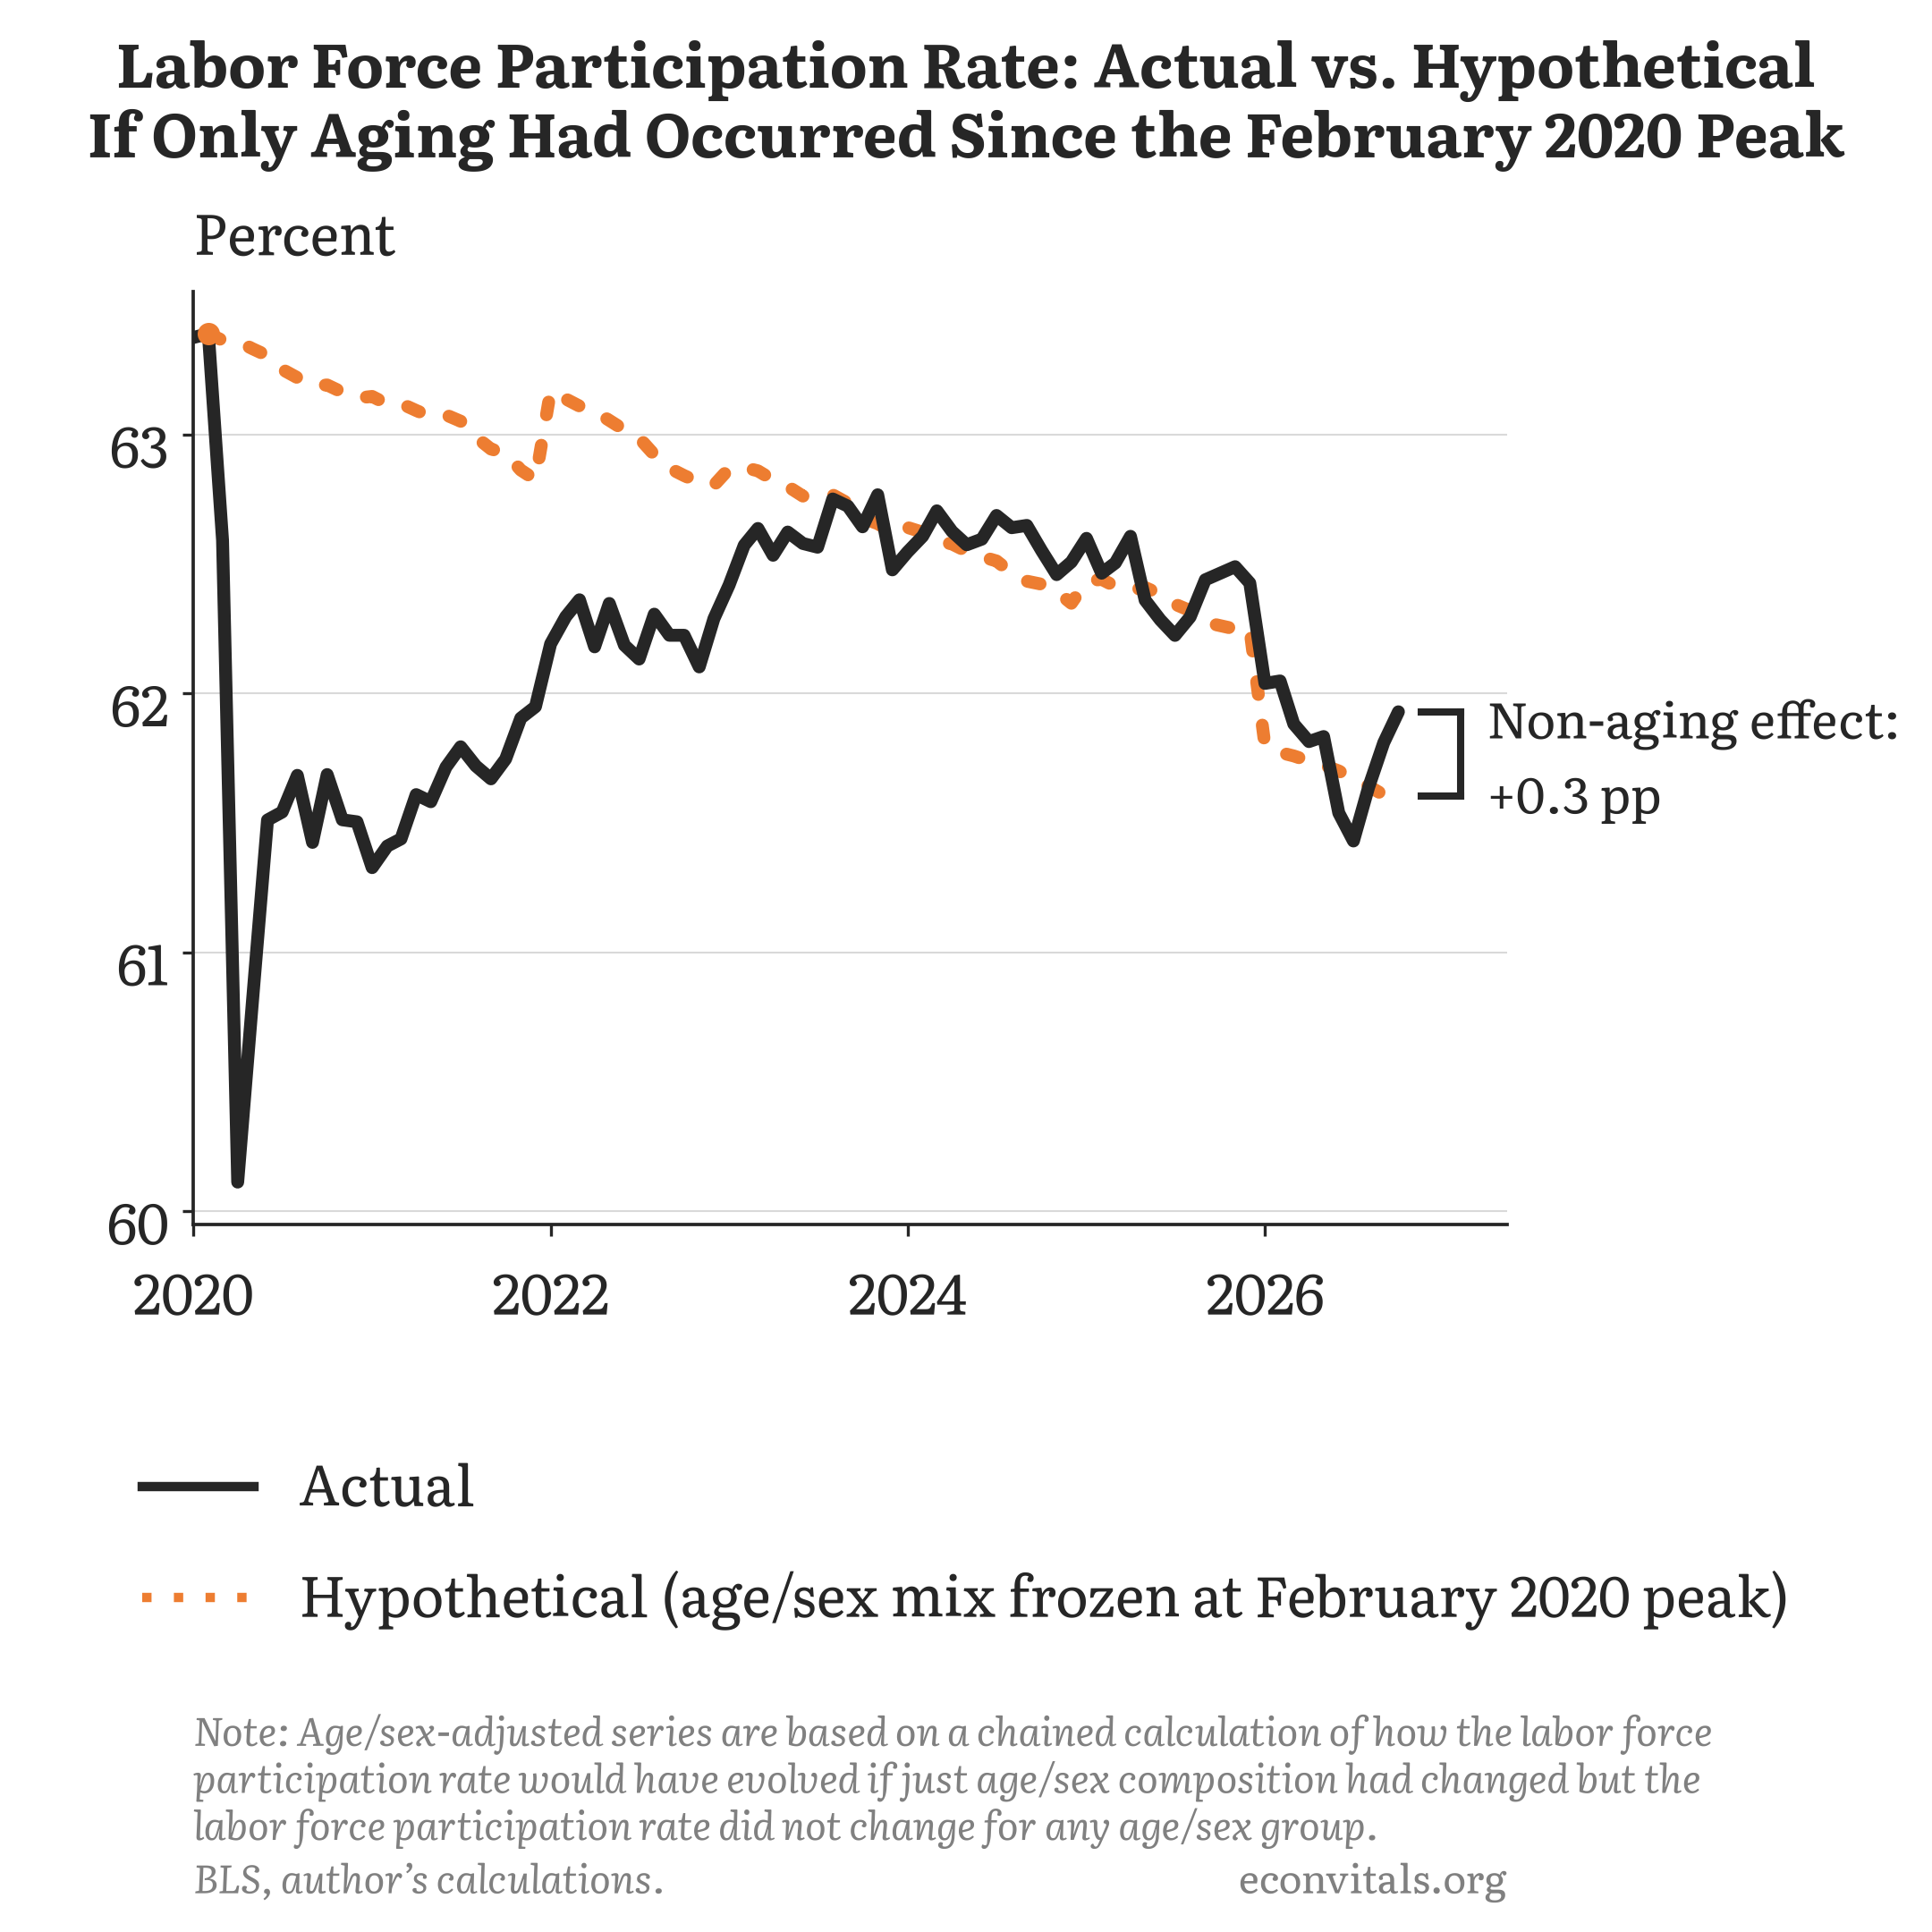 Labor Force Participation Rate: Actual vs. Hypothetical
If Only Aging Had Occurred Since the February 2020 Peak
Percent
63
62
61
60
2020
2022
2024
2026
Non-aging effect:
+0.3 pp
Actual
Hypothetical (age/sex mix frozen at February 2020 peak)
Note: Age/sex-adjusted series are based on a chained calculation of how the labor force
participation rate would have evolved if just age/sex composition had changed but the
labor force participation rate did not change for any age/sex group.
BLS, author’s calculations.
econvitals.org